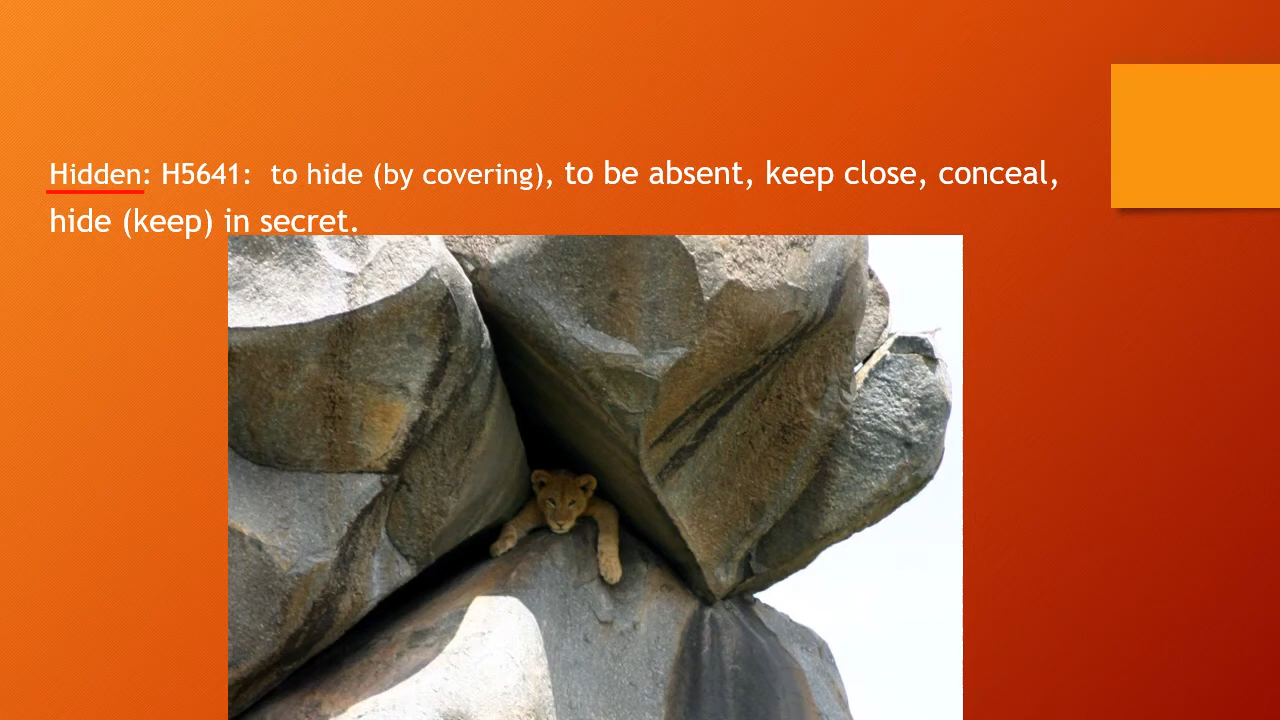 Hidden: H5641:  to hide (by covering), to be absent, keep close, conceal,
hide (keep) in secret.